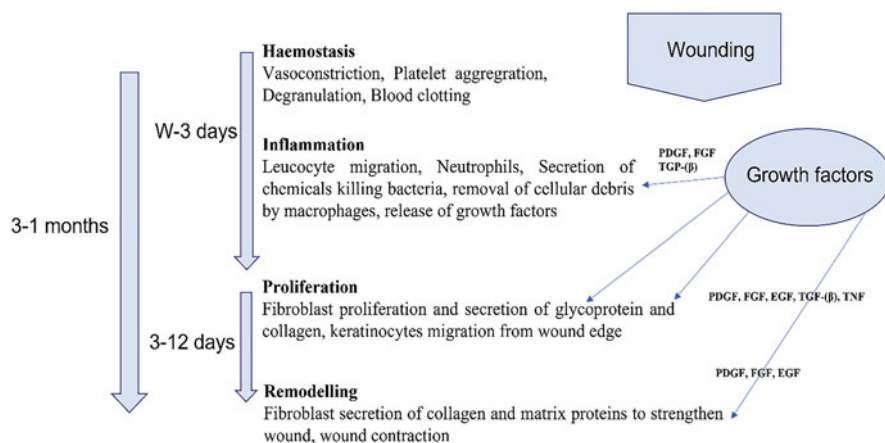 Haemostasis
Vasoconstriction, Platelet aggregration,
Degranulation, Blood clotting
Wounding
W-3 days
Inflammation
Leucocyte migration, Neutrophils, Secretion of
chemicals killing bacteria, removal of cellular debris
by macrophages, release of growth factors
PDGF, FGF
TGP-(β)
Growth factors
3-1 months
Proliferation
Fibroblast proliferation and secretion of glycoprotein and
collagen, keratinocytes migration from wound edge
PDGF, FGF, EGF, TGF-(β), TNF
3-12 days
PDGF, FGF, EGF
Remodelling
Fibroblast secretion of collagen and matrix proteins to strengthen
wound, wound contraction